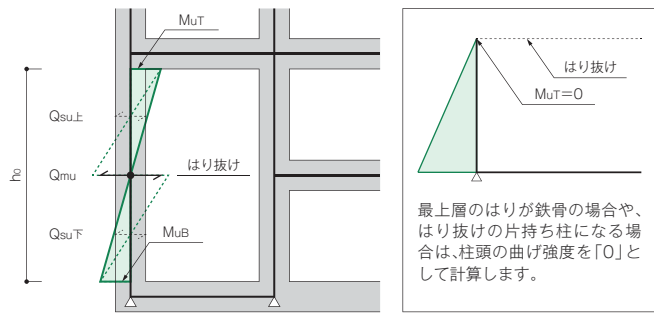 MuT
Qsu上
ho
Qmu
はり抜け
Qsu下
MuB
はり抜け
MuT=0
最上層のはりが鉄骨の場合や、
はり抜けの片持ち柱になる場
合は、柱頭の曲げ強度を「0」と
して計算します。